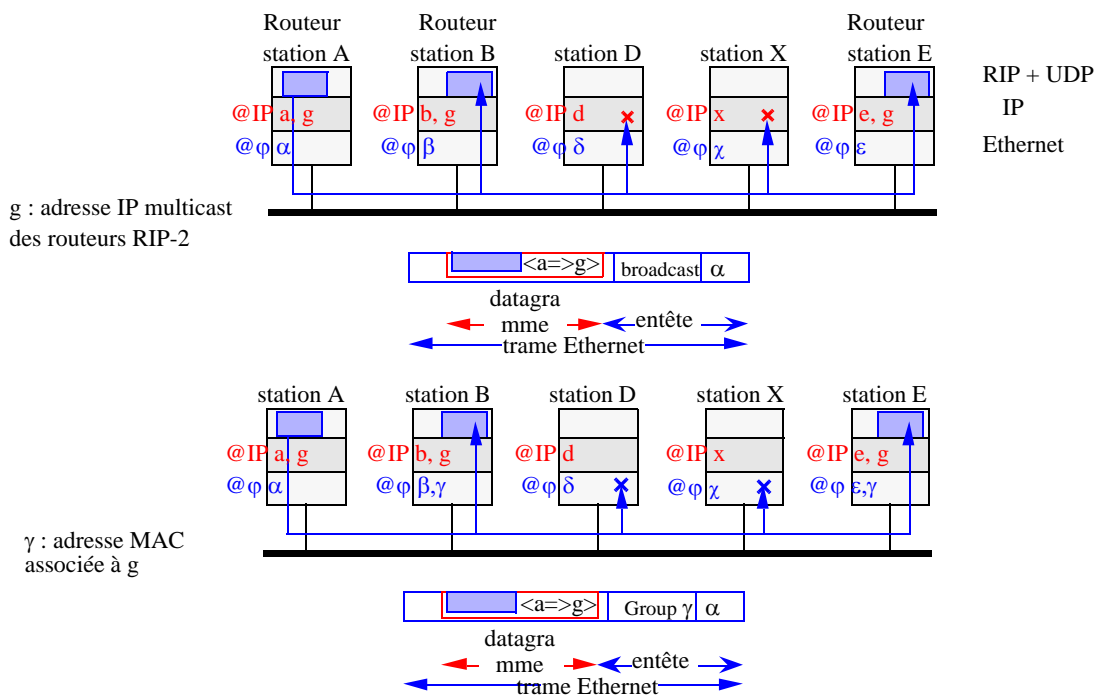 Routeur Routeur Routeur
station A station B station D station X station E
RIP + UDP
@IP a, g @IP b, g @IP d @IP x @IP e, g
IP
@φ α @φ β @φ δ @φ χ @φ ε
Ethernet
g : adresse IP multicast
des routeurs RIP-2
<a=>g> broadcast α
datagra
mme entête
trame Ethernet
station A station B station D station X station E
@IP a, g @IP b, g @IP d @IP x @IP e, g
@φ α @φ β,γ @φ δ @φ χ @φ ε,γ
γ : adresse MAC
associée à g
<a=>g> Group γ α
datagra
mme entête
trame Ethernet